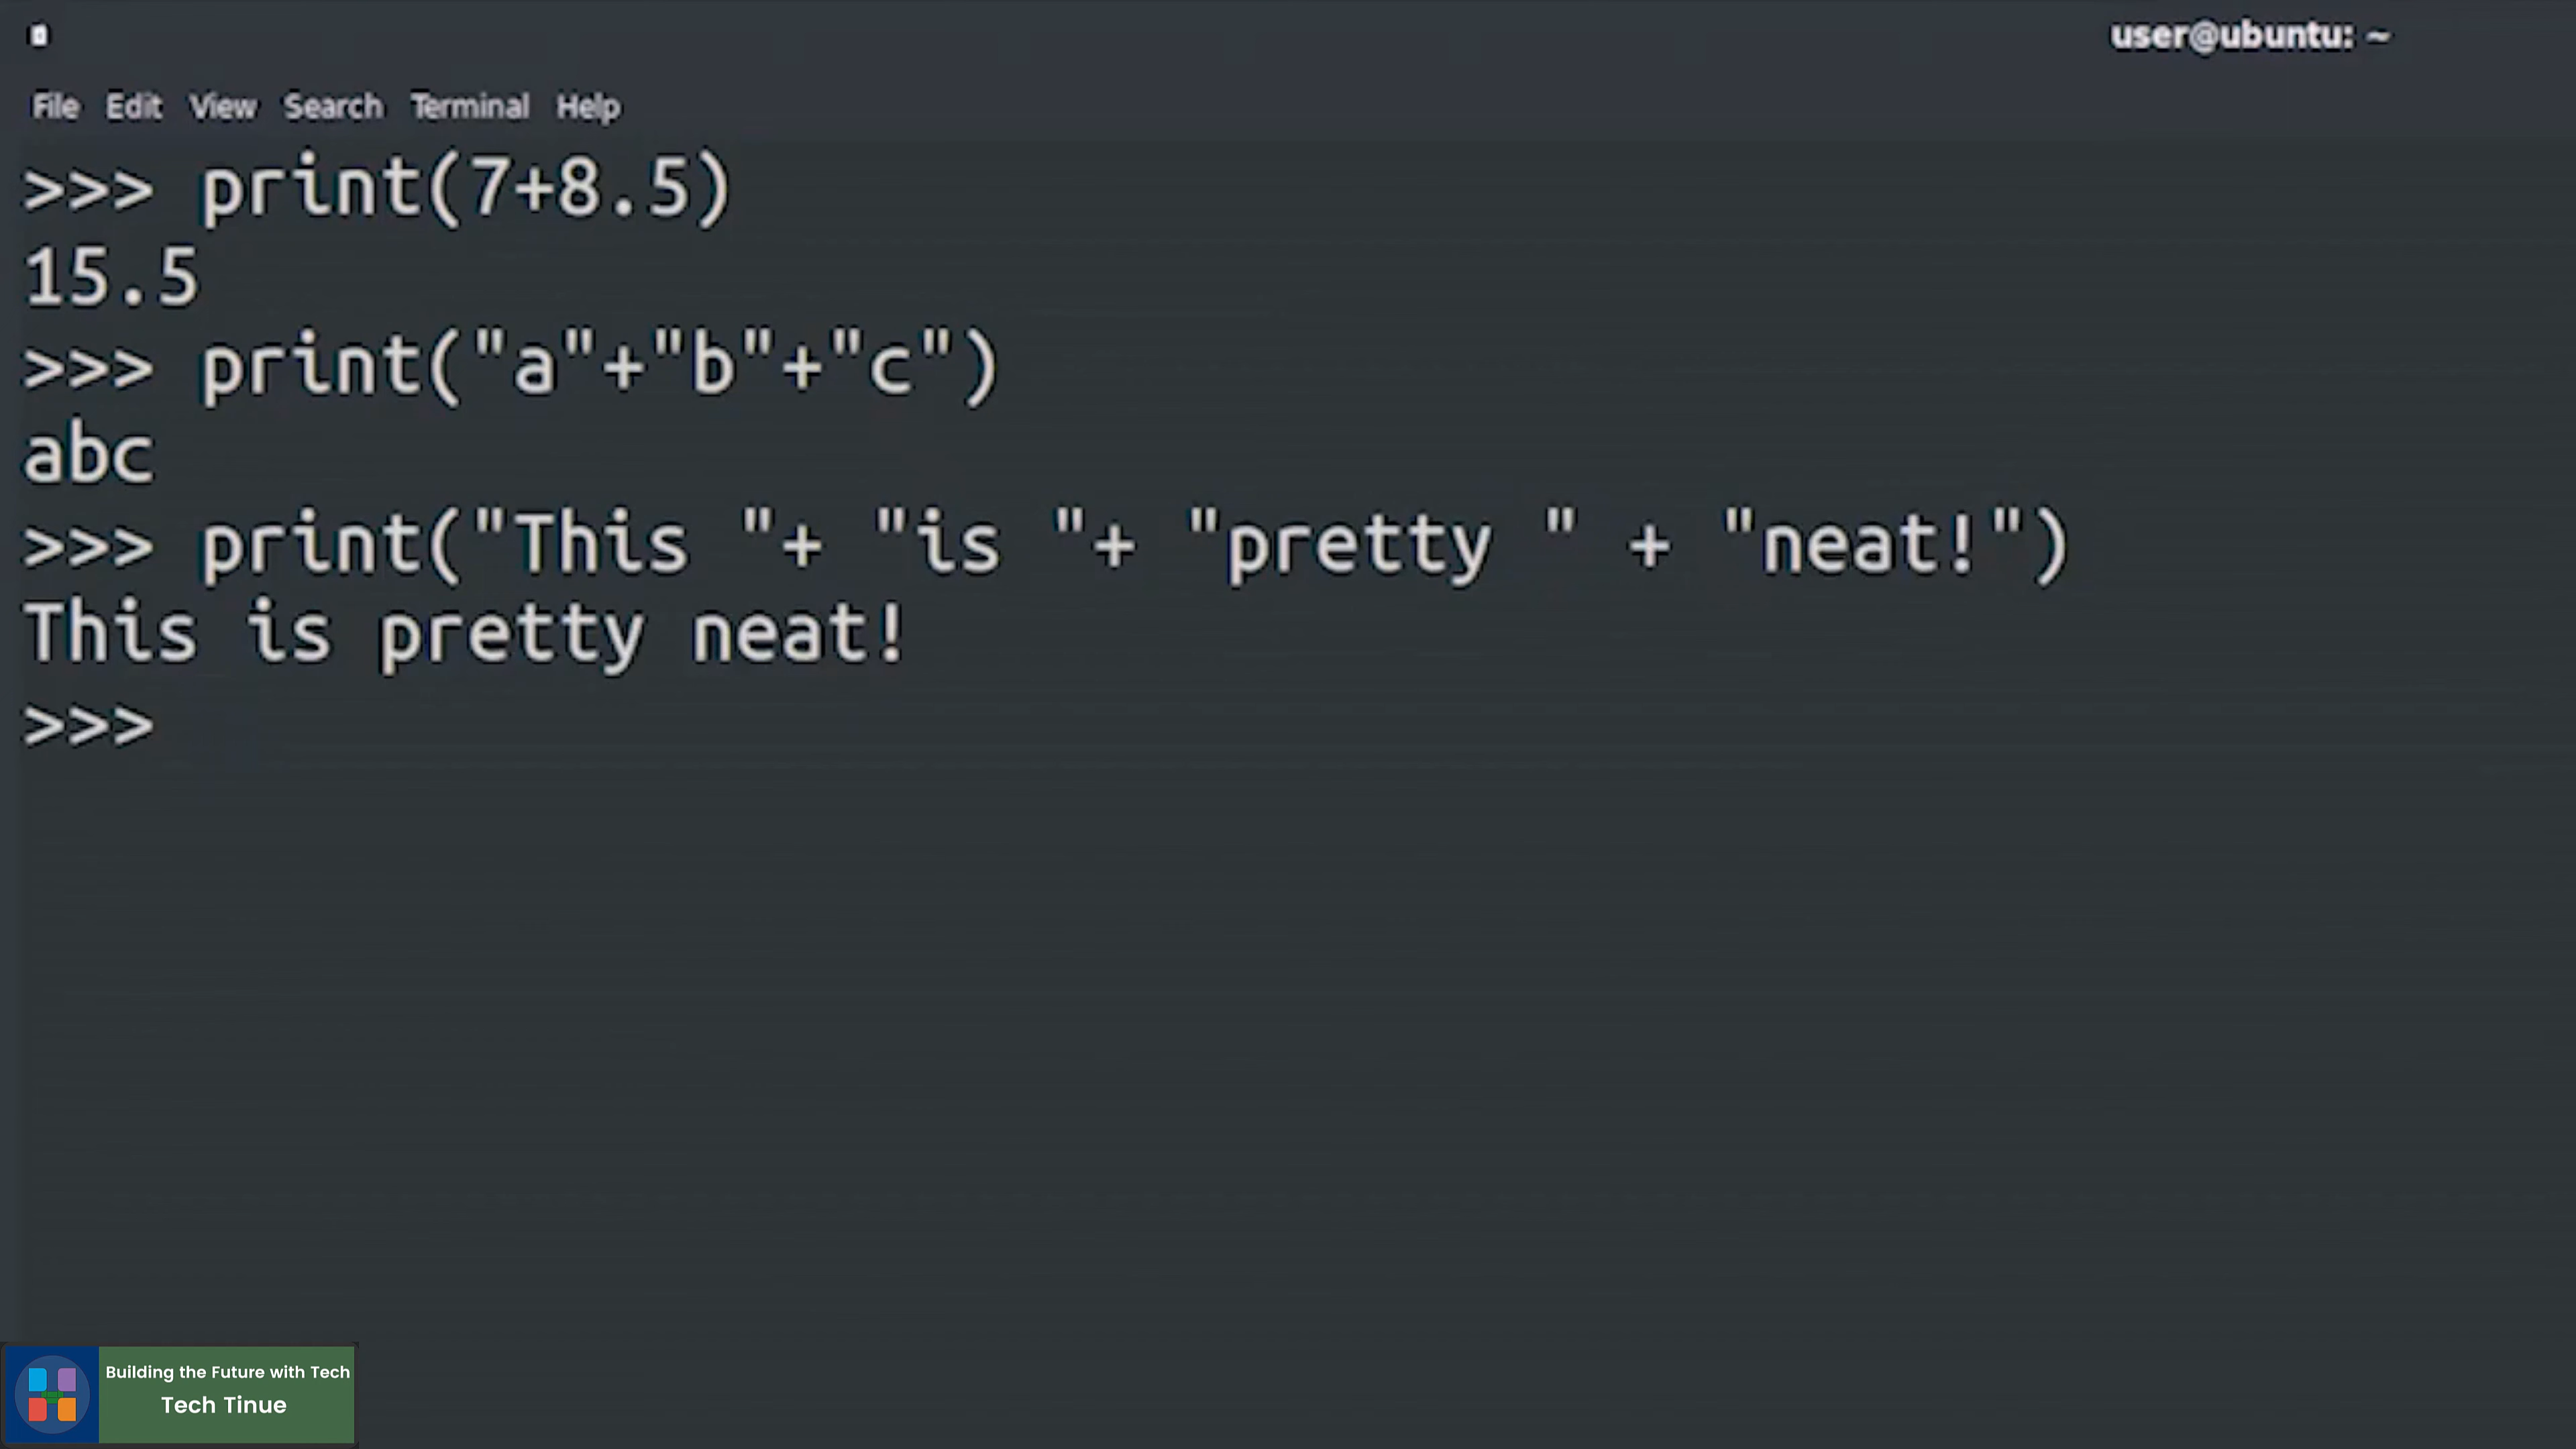 user@ubuntu: ~
File Edit View Search Terminal Help
>>> print(7+8.5)
15.5
>>> print("a"+"b"+"c")
abc
>>> print("This "+ "is "+ "pretty " + "neat!")
This is pretty neat!
>>>
Building the Future with Tech
Tech Tinue